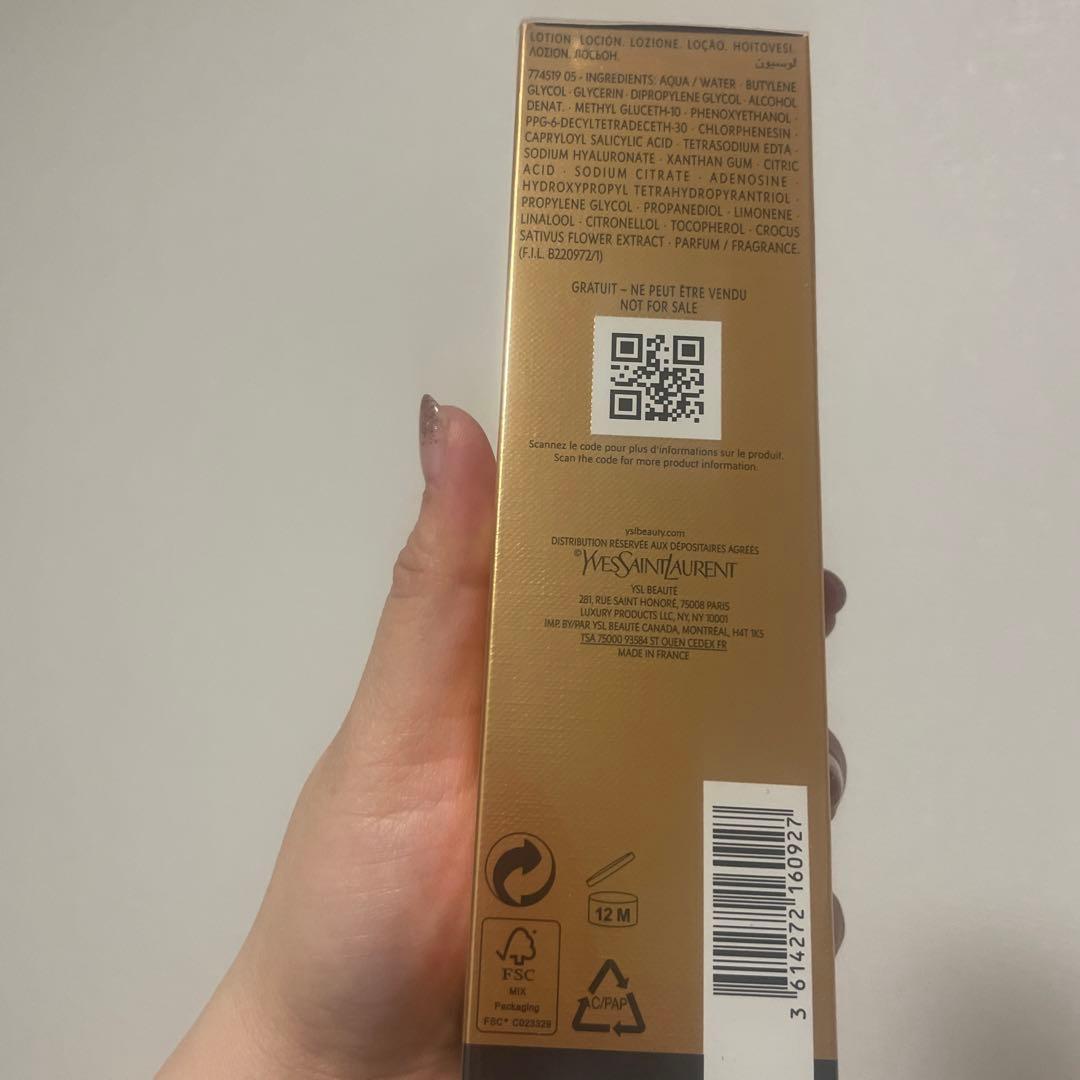 LOTION. LOCIÓN. LOZIONE. LOÇÃO. HOITOVESI.
ΛΟΣΙΟΝ. ЛОСЬОН. لوسيون
774519 05 - INGREDIENTS: AQUA / WATER · BUTYLENE
GLYCOL · GLYCERIN · DIPROPYLENE GLYCOL · ALCOHOL
DENAT. · METHYL GLUCETH-10 · PHENOXYETHANOL ·
PPG-6-DECYLTETRADECETH-30 · CHLORPHENESIN ·
CAPRYLOYL SALICYLIC ACID · TETRASODIUM EDTA ·
SODIUM HYALURONATE · XANTHAN GUM · CITRIC
ACID · SODIUM CITRATE · ADENOSINE ·
HYDROXYPROPYL TETRAHYDROPYRANTRIOL ·
PROPYLENE GLYCOL · PROPANEDIOL · LIMONENE ·
LINALOOL · CITRONELLOL · TOCOPHEROL · CROCUS
SATIVUS FLOWER EXTRACT · PARFUM / FRAGRANCE.
(F.I.L. B220972/1)
GRATUIT – NE PEUT ÊTRE VENDU
NOT FOR SALE
Scannez le code pour plus d'informations sur le produit.
Scan the code for more product information.
yslbeauty.com
DISTRIBUTION RÉSERVÉE AUX DÉPOSITAIRES AGRÉÉS
©YVESSAINTLAURENT
YSL BEAUTÉ
281, RUE SAINT HONORÉ, 75008 PARIS
LUXURY PRODUCTS LLC, NY, NY 10001
IMP. BY/PAR YSL BEAUTÉ CANADA, MONTRÉAL, H4T 1K5
TSA 75000 93584 ST OUEN CEDEX FR
MADE IN FRANCE
12 M
FSC
MIX
Packaging
FSC® C023329
C/PAP
3 614272 160927